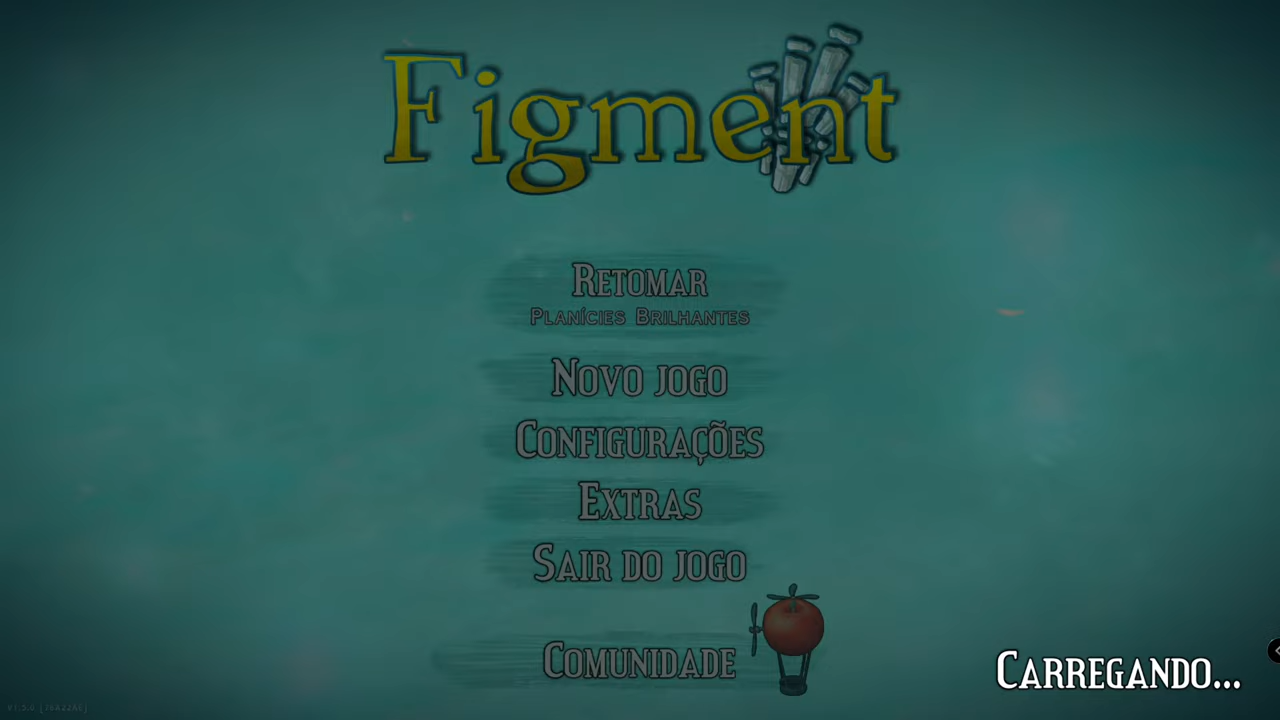 Figment
Retomar
Planícies Brilhantes
Novo jogo
Configurações
Extras
Sair do jogo
Comunidade
Carregando...